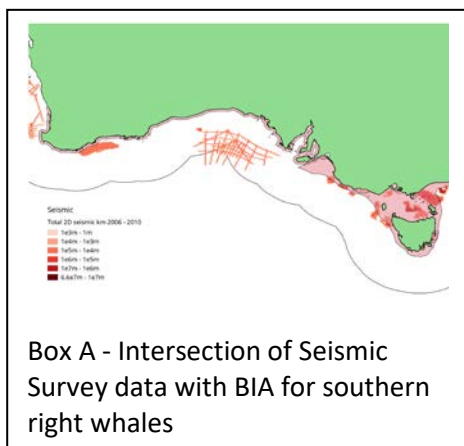 Seismic
Total 2D seismic km 2006 - 2010
1e3m - 1m
1e4m - 1e3m
1e5m - 1e4m
1e6m - 1e5m
1e7m - 1e6m
6.6e7m - 1e7m
Box A - Intersection of Seismic
Survey data with BIA for southern
right whales